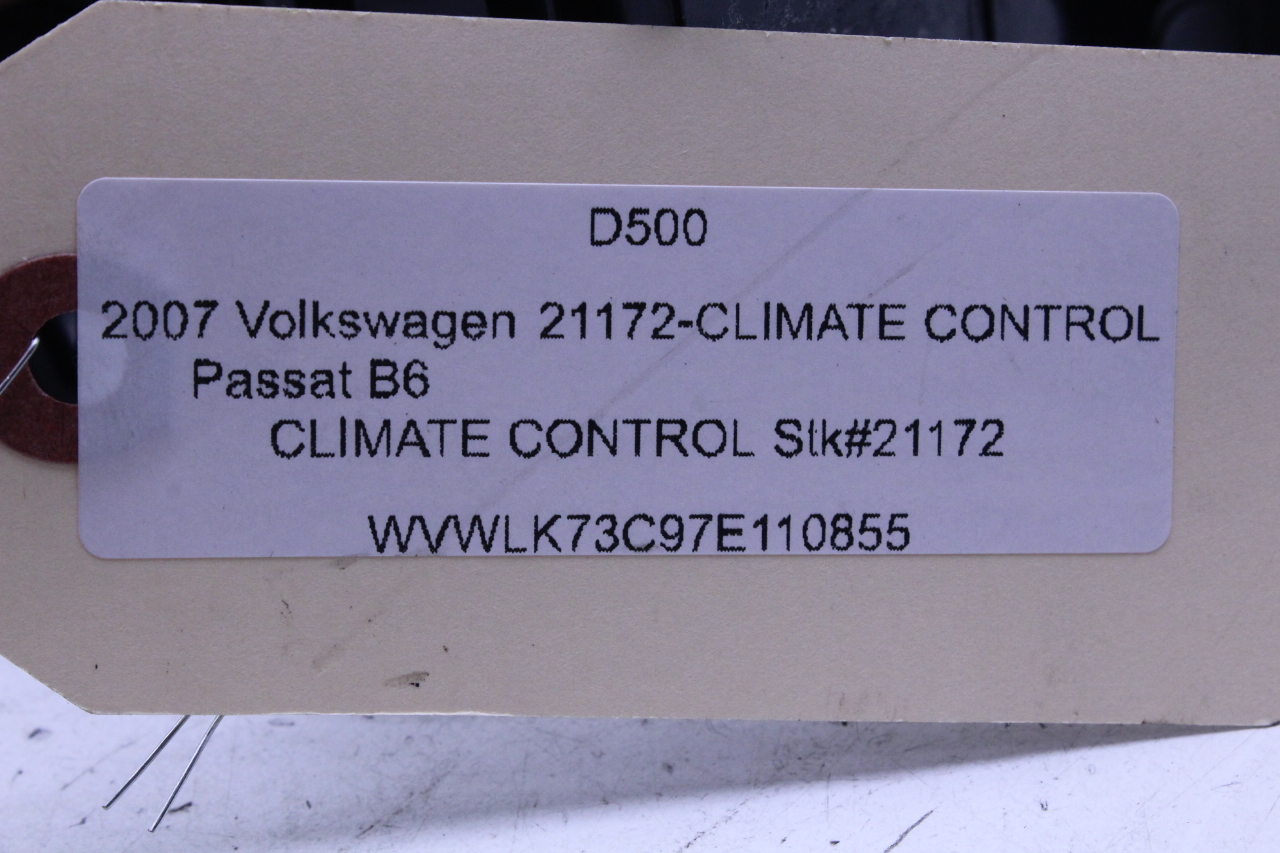 D500
2007 Volkswagen 21172-CLIMATE CONTROL
Passat B6
CLIMATE CONTROL Stk#21172
WVWLK73C97E110855